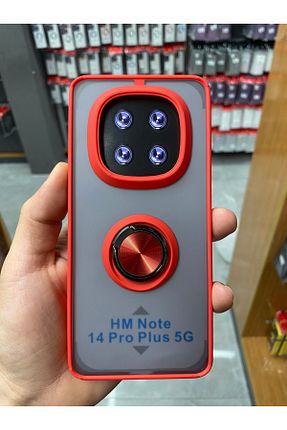 HM Note
14 Pro Plus 5G